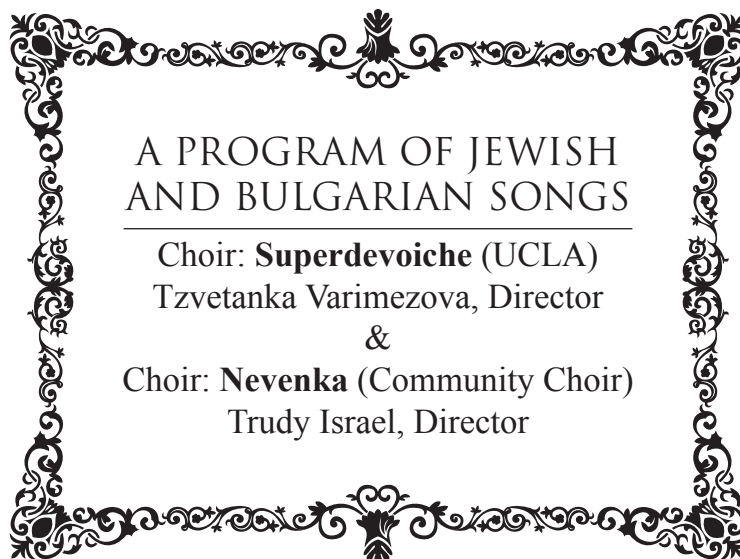 A PROGRAM OF JEWISH
AND BULGARIAN SONGS
Choir: Superdevoiche (UCLA)
Tzvetanka Varimezova, Director
&
Choir: Nevenka (Community Choir)
Trudy Israel, Director